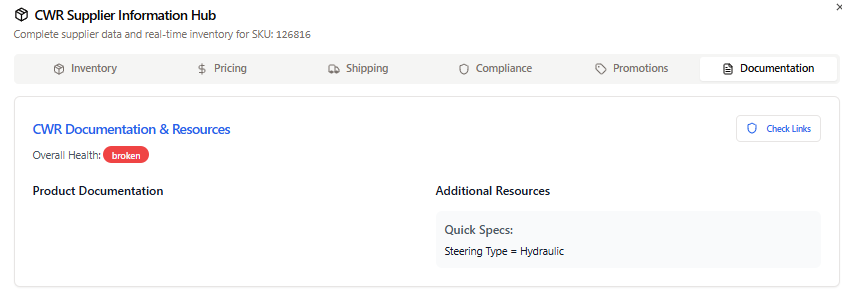 CWR Supplier Information Hub
Complete supplier data and real-time inventory for SKU: 126816
Inventory
Pricing
Shipping
Compliance
Promotions
Documentation
CWR Documentation & Resources
Check Links
Overall Health: broken
Product Documentation
Additional Resources
Quick Specs:
Steering Type = Hydraulic